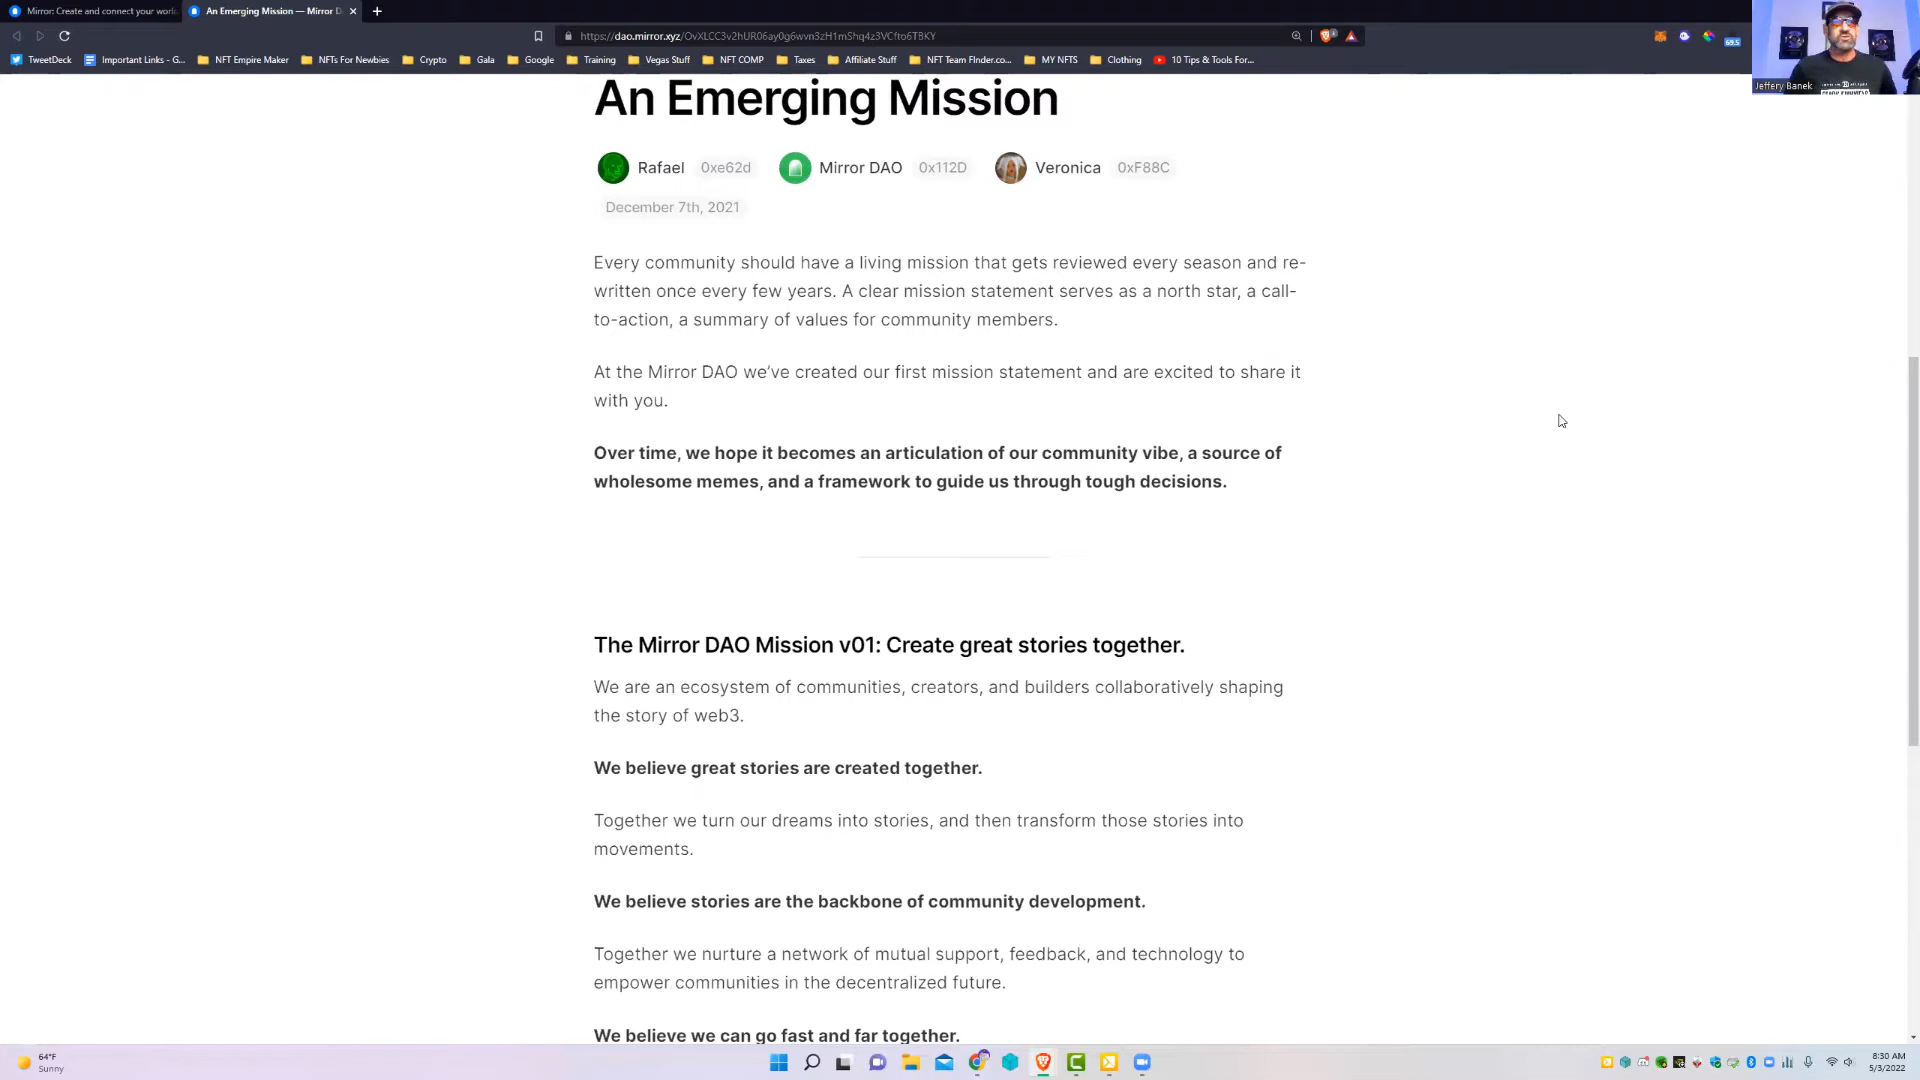 Mirror: Create and connect your work
An Emerging Mission — Mirror D
https://dao.mirror.xyz/OvXLCC3v2hUR06ay0g6wvn3zH1mShq4z3VCfto6TBKY
69.5
TweetDeck
Important Links - G...
NFT Empire Maker
NFTs For Newbies
Crypto
Gala
Google
Training
Vegas Stuff
NFT COMP
Taxes
Affiliate Stuff
NFT Team FInder.co...
MY NFTS
Clothing
10 Tips & Tools For...
Jeffery Banek
An Emerging Mission
Rafael 0xe62d Mirror DAO 0x112D Veronica 0xF88C
December 7th, 2021
Every community should have a living mission that gets reviewed every season and re-
written once every few years. A clear mission statement serves as a north star, a call-
to-action, a summary of values for community members.
At the Mirror DAO we’ve created our first mission statement and are excited to share it
with you.
Over time, we hope it becomes an articulation of our community vibe, a source of
wholesome memes, and a framework to guide us through tough decisions.
The Mirror DAO Mission v01: Create great stories together.
We are an ecosystem of communities, creators, and builders collaboratively shaping
the story of web3.
We believe great stories are created together.
Together we turn our dreams into stories, and then transform those stories into
movements.
We believe stories are the backbone of community development.
Together we nurture a network of mutual support, feedback, and technology to
empower communities in the decentralized future.
We believe we can go fast and far together.
64°F
Sunny
8:30 AM
5/3/2022